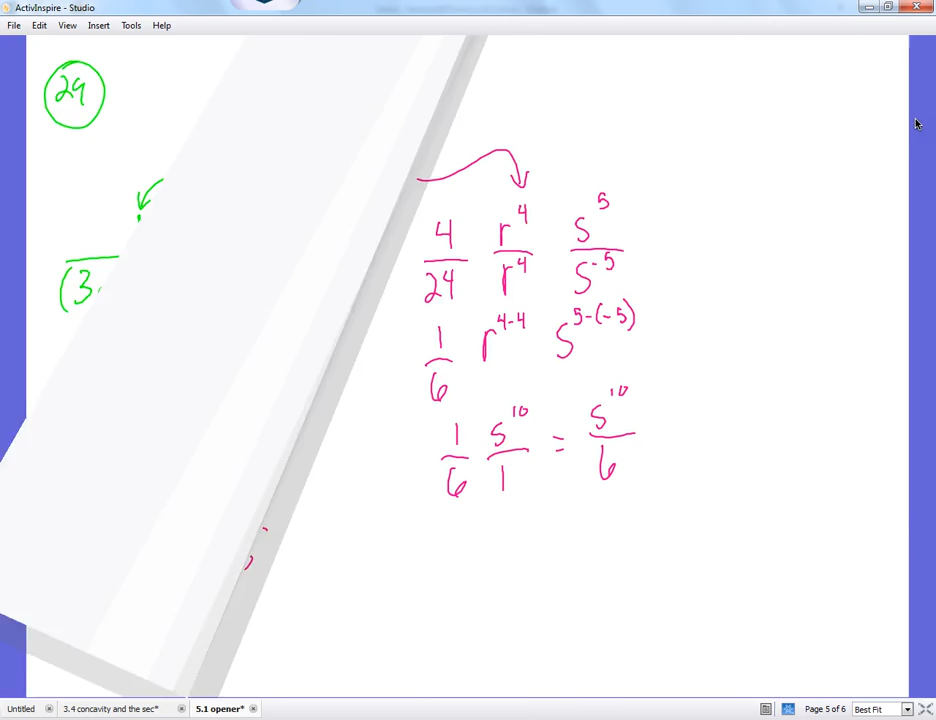 ActivInspire - Studio
File Edit View Insert Tools Help
29
(3
4/24 r^4/r^4 s^5/s^-5
1/6 r^4-4 s^5-(-5)
1/6 s^10/1 = s^10/6
Untitled 3.4 concavity and the sec* 5.1 opener* Page 5 of 6 Best Fit